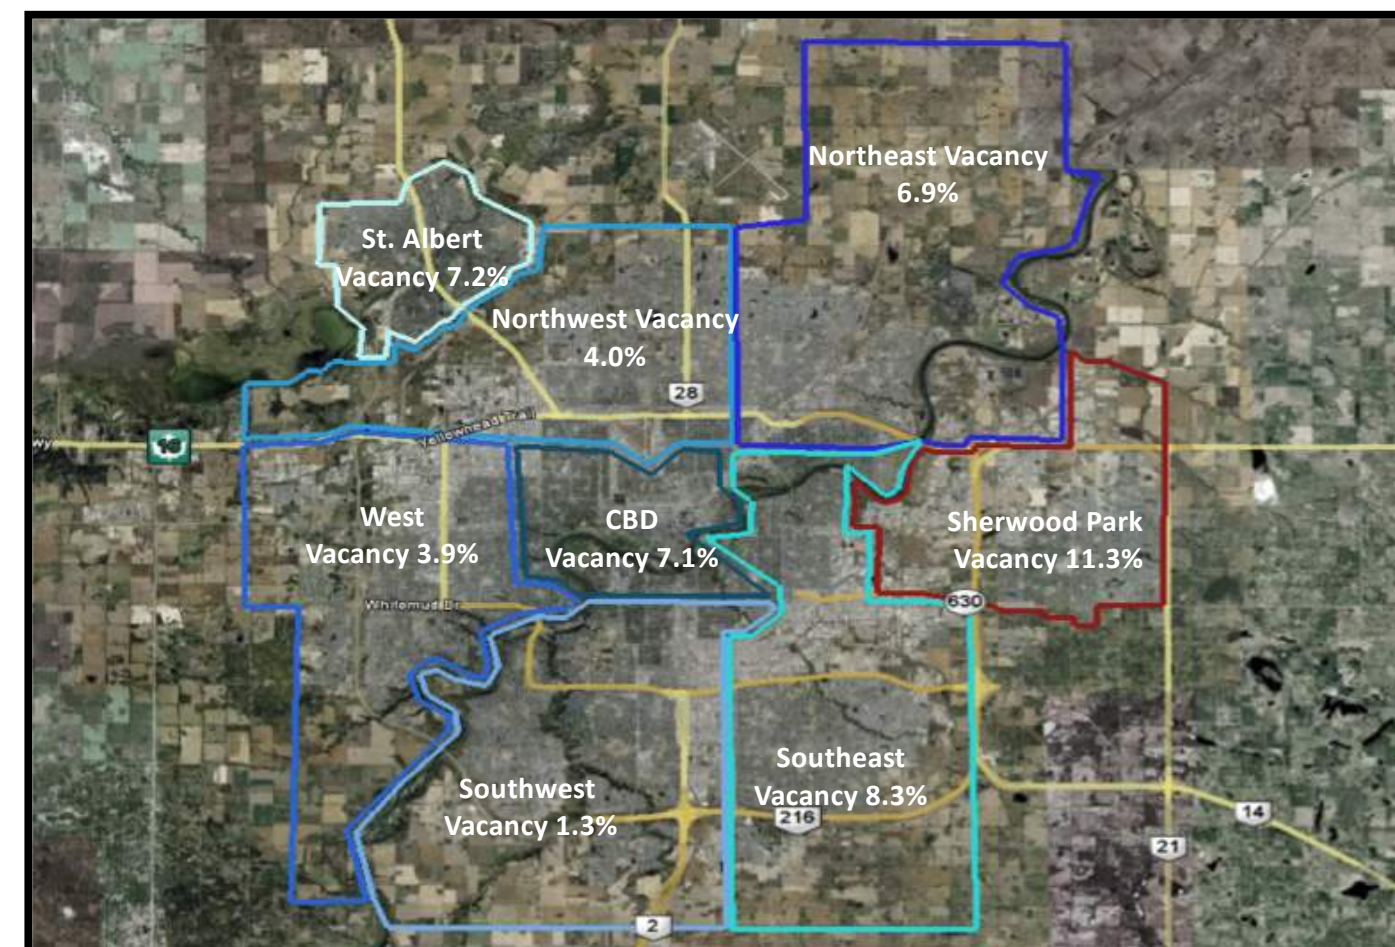 Northeast Vacancy
6.9%
St. Albert
Vacancy 7.2%
Northwest Vacancy
4.0%
28
Yellowhead Trail
wy
16
West
Vacancy 3.9%
CBD
Vacancy 7.1%
Sherwood Park
Vacancy 11.3%
Whitemud Dr
630
Southeast
Vacancy 8.3%
Southwest
Vacancy 1.3%
216
14
21
2